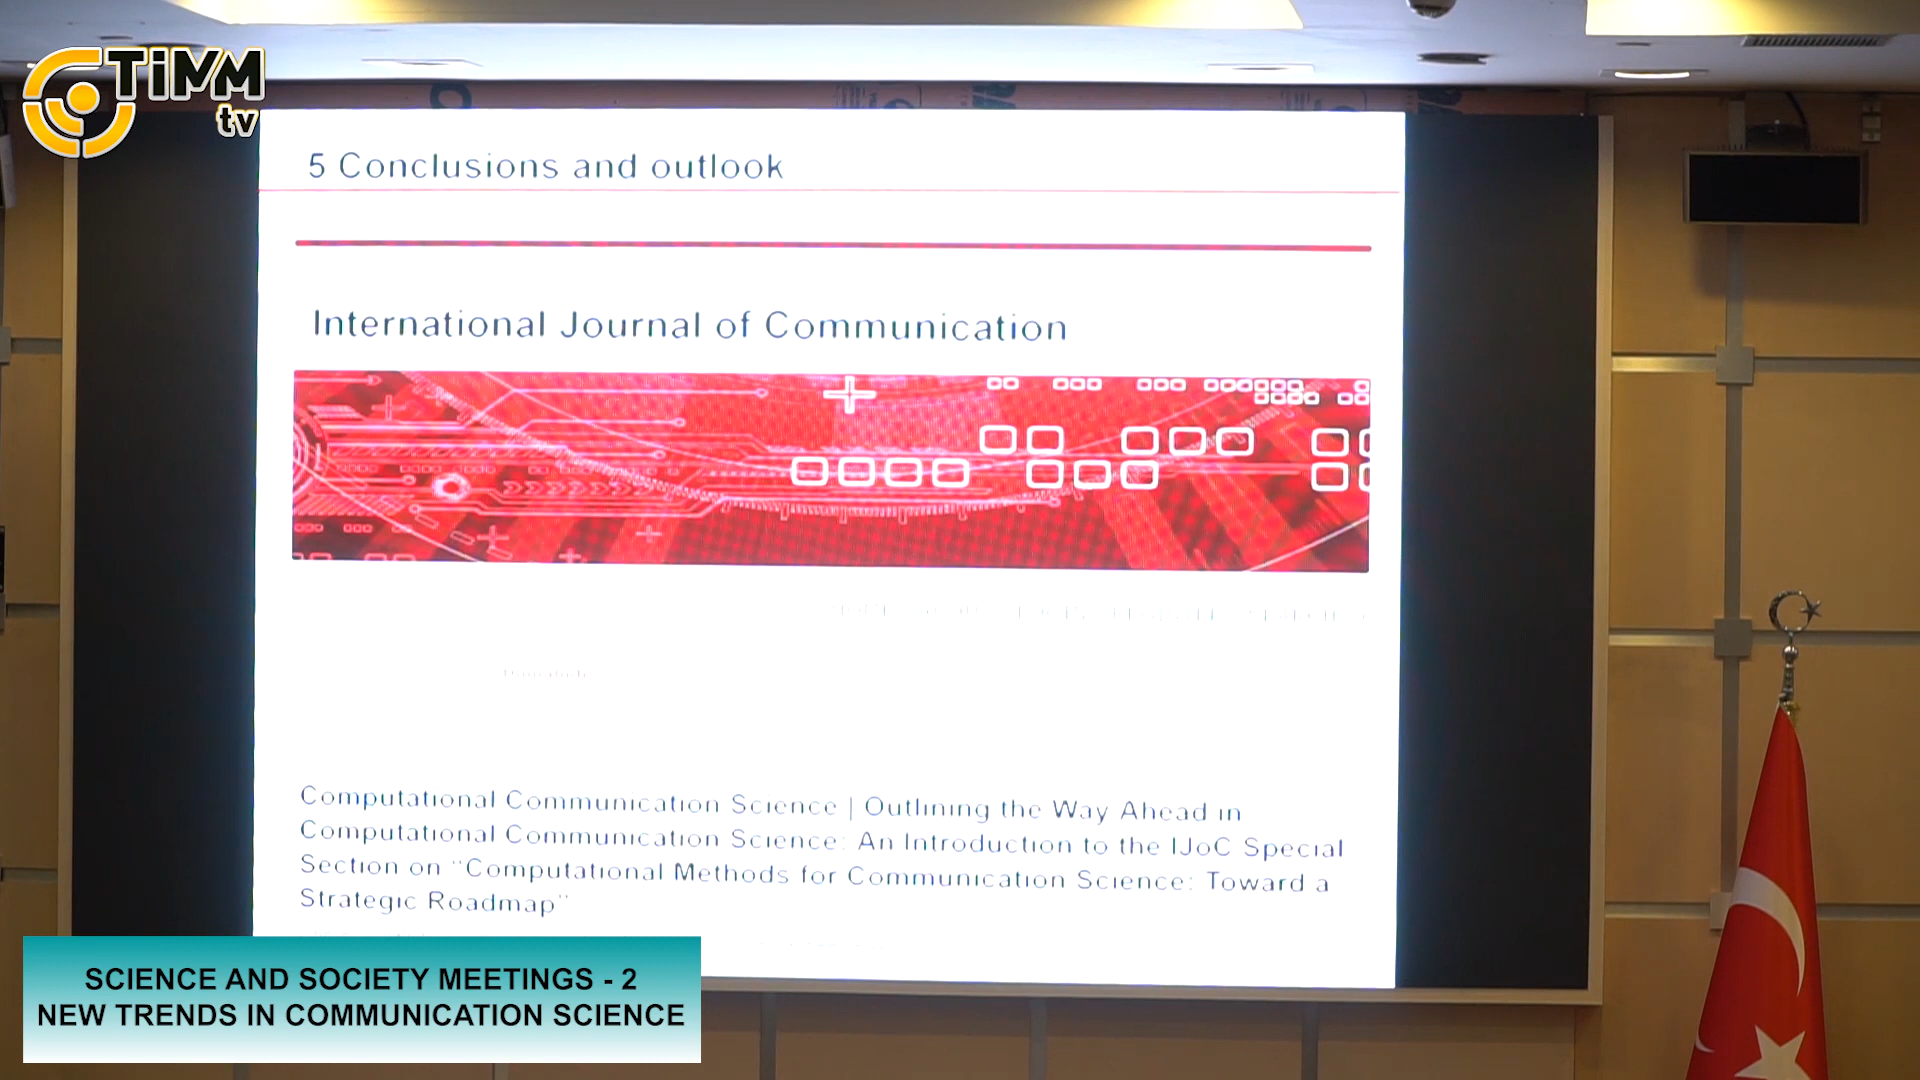 TiMM
tv
5 Conclusions and outlook
International Journal of Communication
Computational Communication Science | Outlining the Way Ahead in
Computational Communication Science: An Introduction to the IJoC Special
Section on "Computational Methods for Communication Science: Toward a
Strategic Roadmap"
SCIENCE AND SOCIETY MEETINGS - 2
NEW TRENDS IN COMMUNICATION SCIENCE